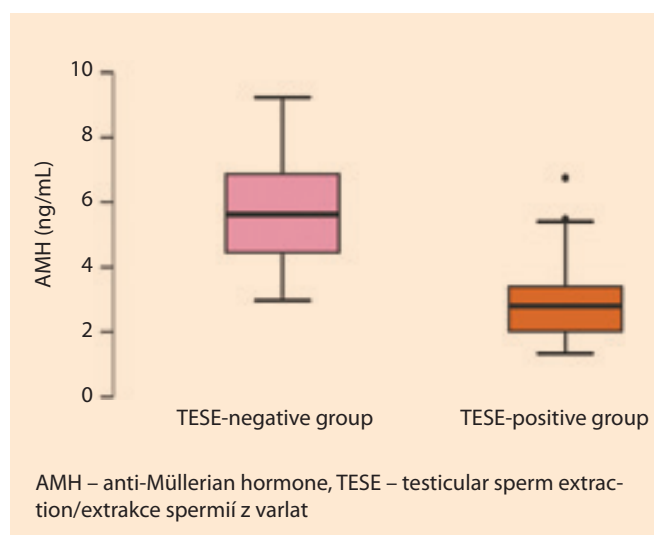 10
8
6
4
2
0
AMH (ng/mL)
TESE-negative group
TESE-positive group
AMH – anti-Müllerian hormone, TESE – testicular sperm extrac-
tion/extrakce spermií z varlat